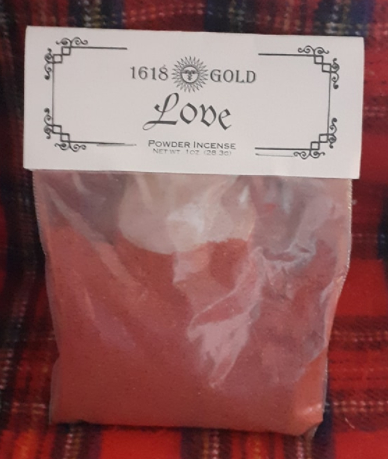 1618 GOLD
Love
POWDER INCENSE
NET WT. 1oz (28.3g)